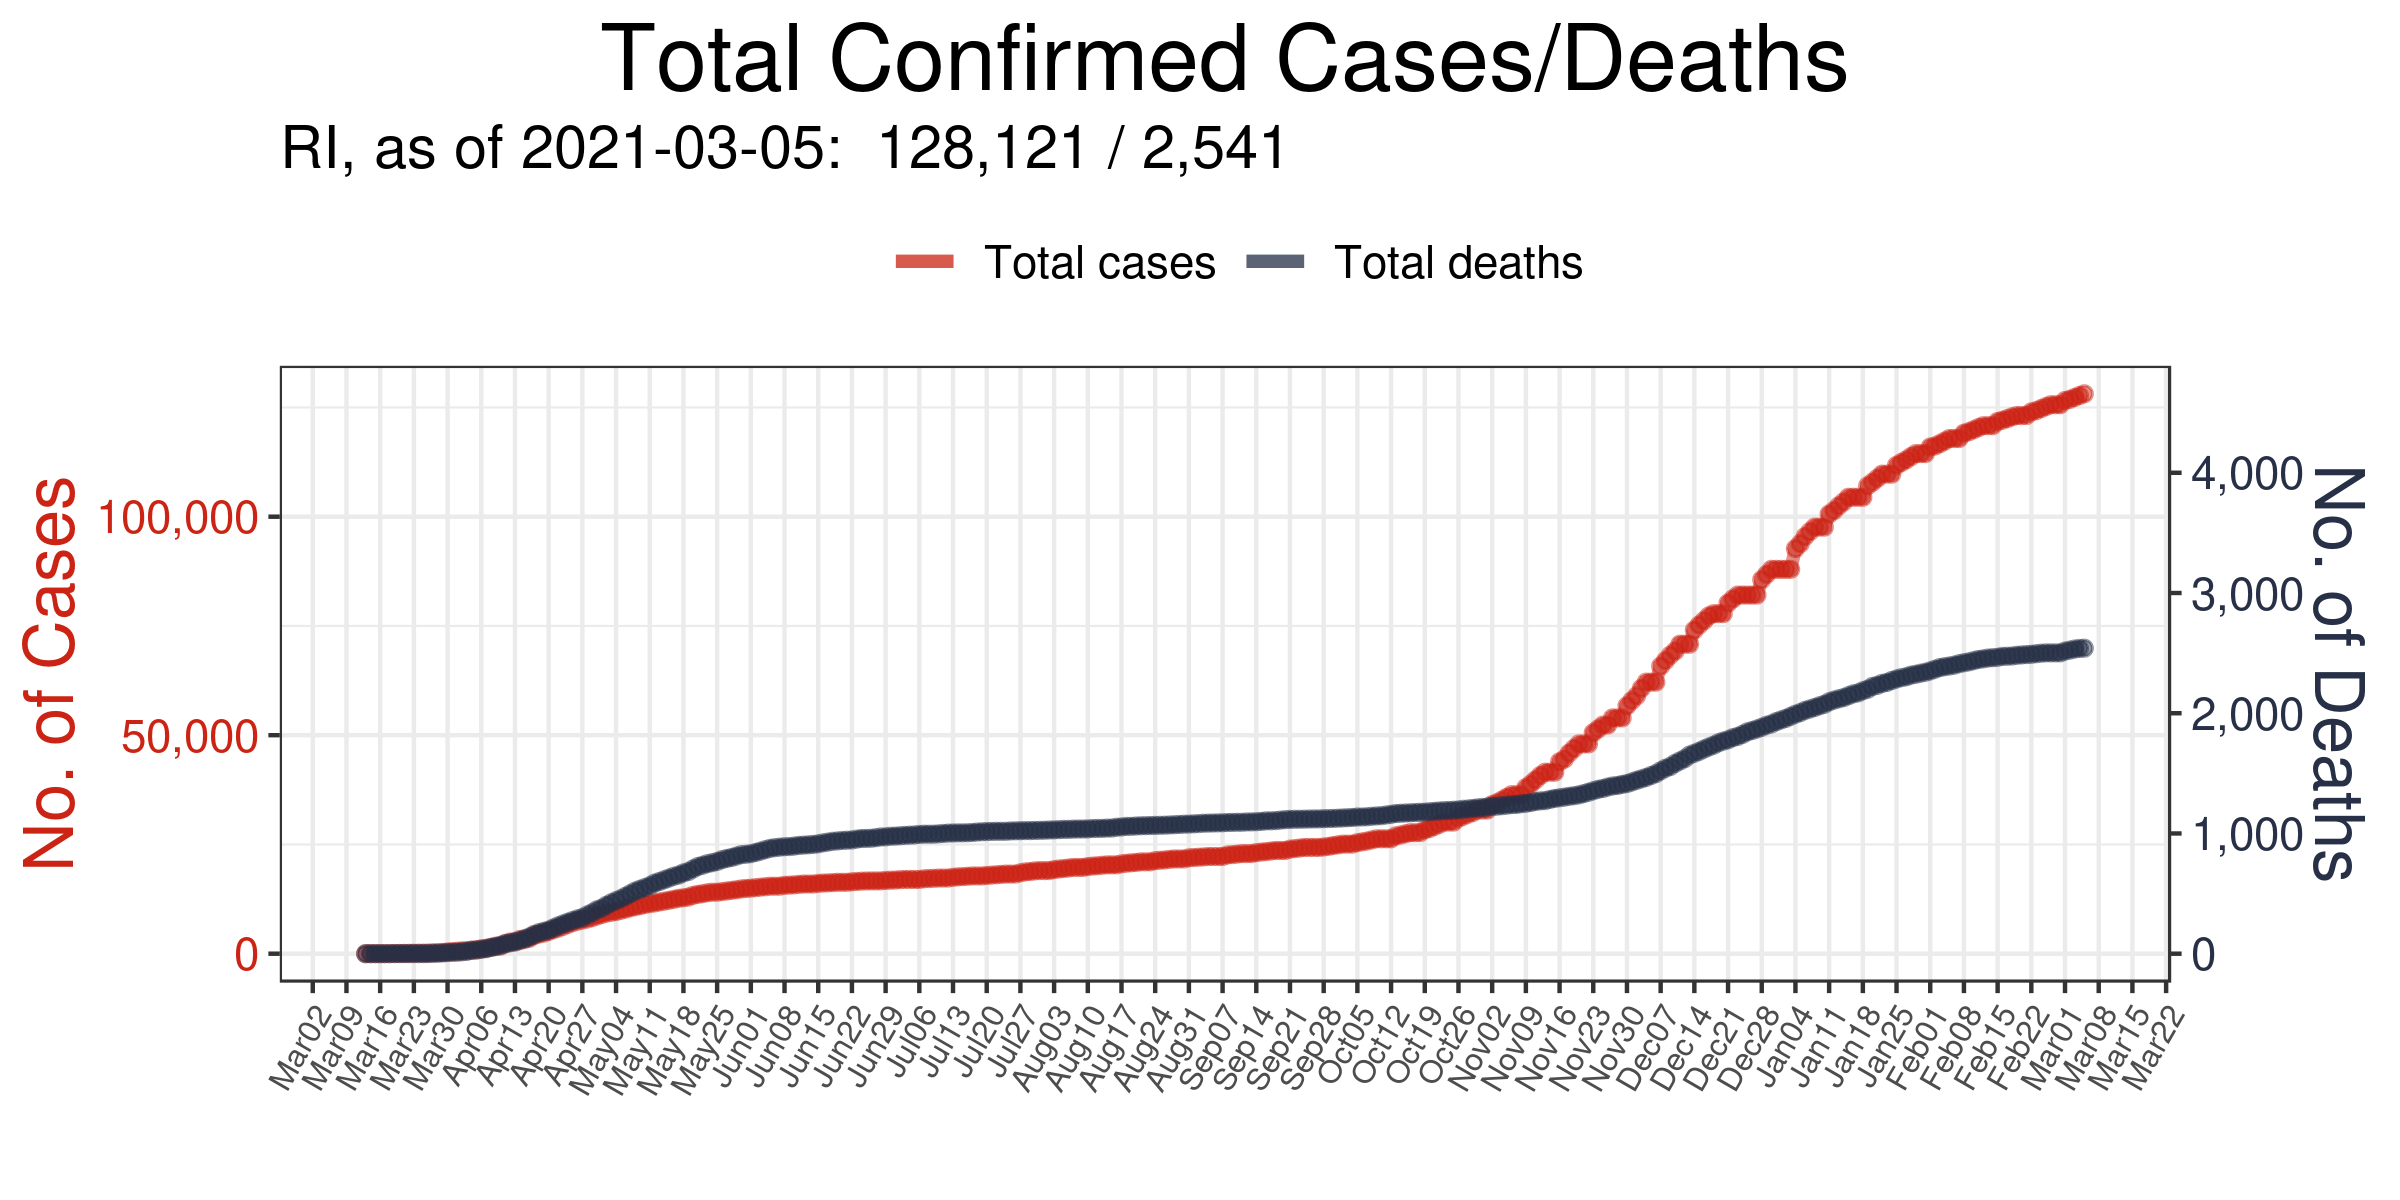 Total Confirmed Cases/Deaths
RI, as of 2021-03-05:  128,121 / 2,541
Total cases
Total deaths
No. of Cases
100,000
50,000
0
4,000
3,000
2,000
1,000
0
No. of Deaths
Mar02
Mar09
Mar16
Mar23
Mar30
Apr06
Apr13
Apr20
Apr27
May04
May11
May18
May25
Jun01
Jun08
Jun15
Jun22
Jun29
Jul06
Jul13
Jul20
Jul27
Aug03
Aug10
Aug17
Aug24
Aug31
Sep07
Sep14
Sep21
Sep28
Oct05
Oct12
Oct19
Oct26
Nov02
Nov09
Nov16
Nov23
Nov30
Dec07
Dec14
Dec21
Dec28
Jan04
Jan11
Jan18
Jan25
Feb01
Feb08
Feb15
Feb22
Mar01
Mar08
Mar15
Mar22